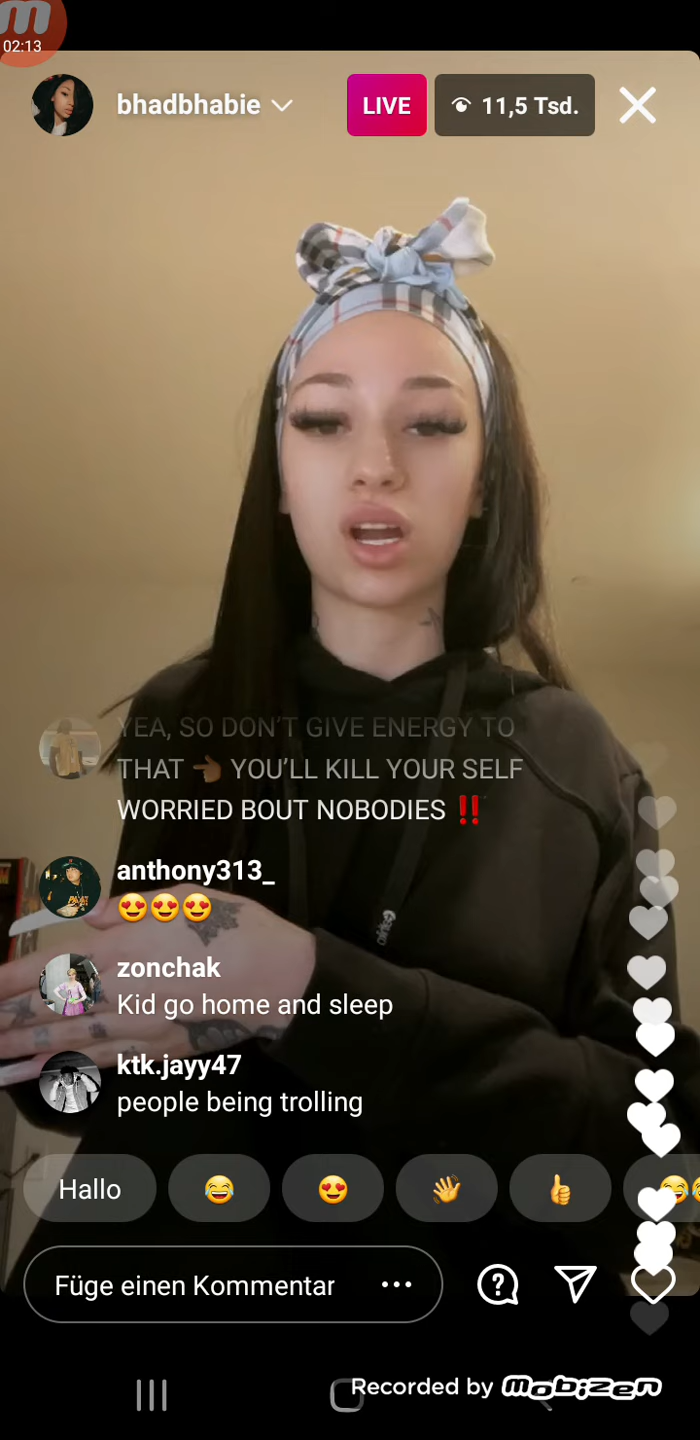 02:13
bhadbhabie
LIVE
11,5 Tsd.
YEA, SO DON'T GIVE ENERGY TO
THAT 👈🏾 YOU'LL KILL YOUR SELF
WORRIED BOUT NOBODIES ‼️
anthony313_
😍😍😍
zonchak
Kid go home and sleep
ktk.jayy47
people being trolling
Hallo 😂 😍 👋 👍 😂
Füge einen Kommentar
Recorded by mobizen